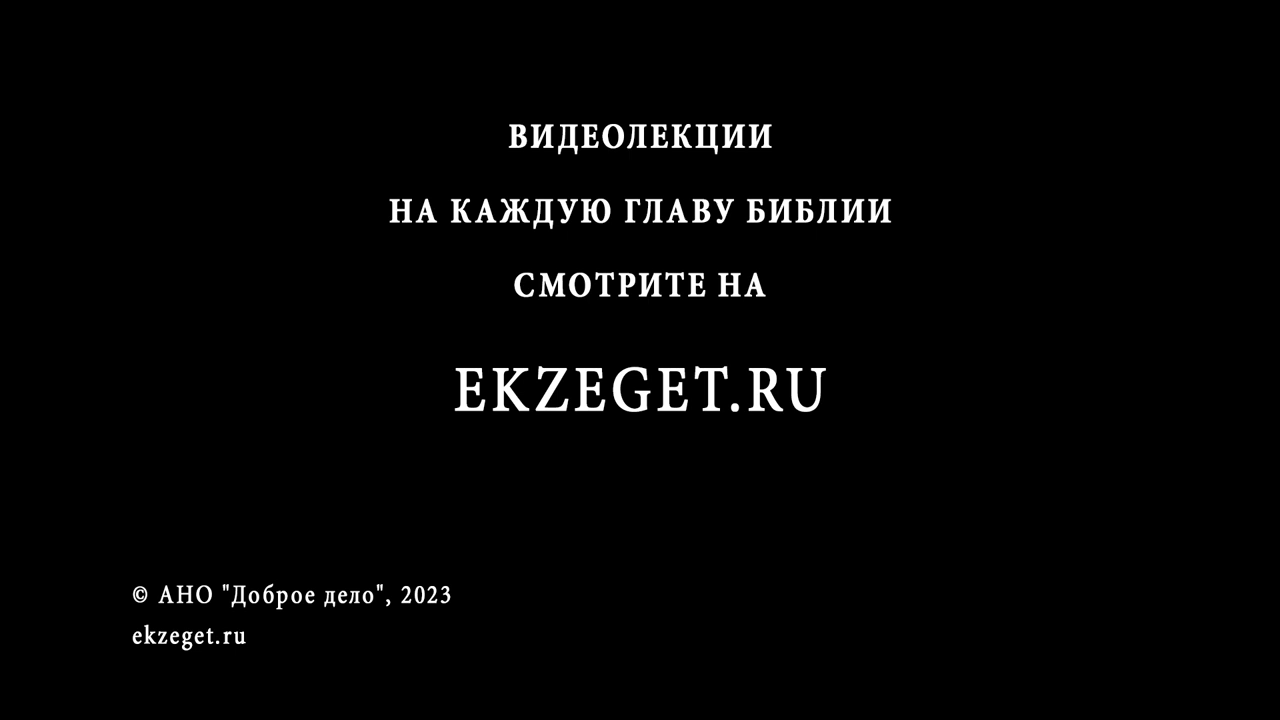 ВИДЕОЛЕКЦИИ
НА КАЖДУЮ ГЛАВУ БИБЛИИ
СМОТРИТЕ НА
EKZEGET.RU
© АНО "Доброе дело", 2023
ekzeget.ru